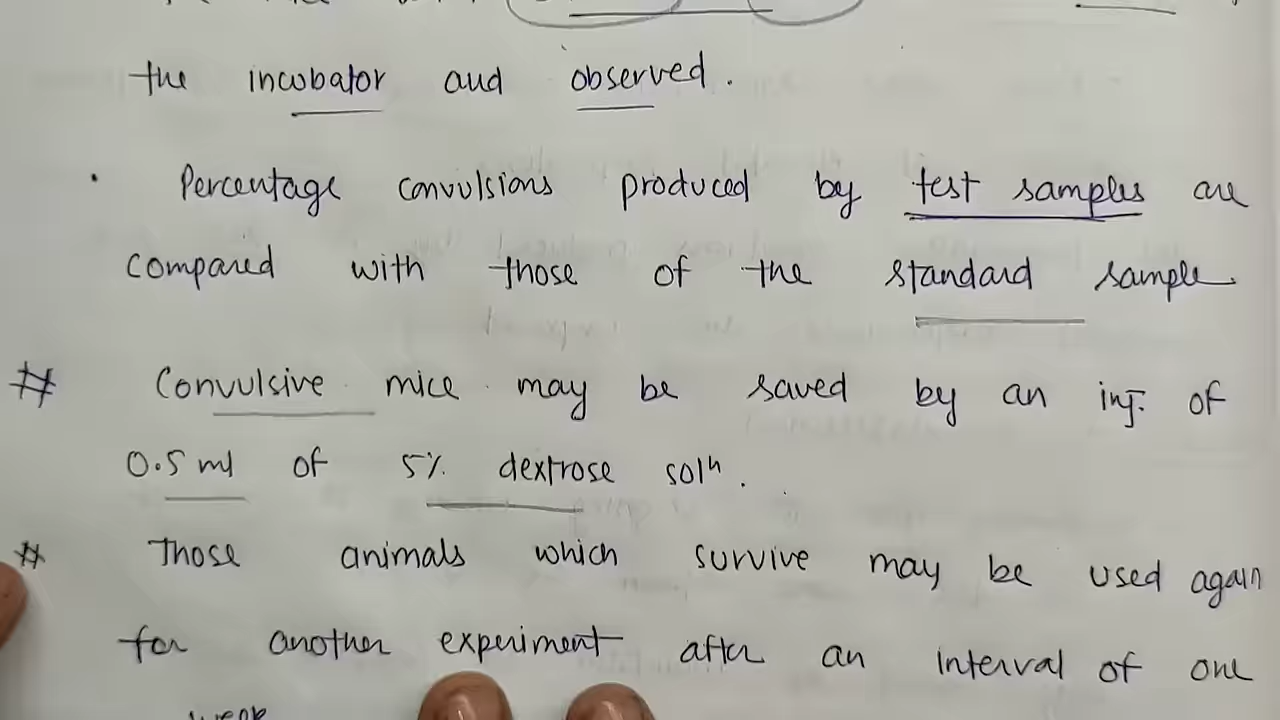 the incubator and observed.
· Percentage convulsions produced by test samples are
compared with those of the standard sample.
# Convulsive mice may be saved by an inj. of
0.5 ml of 5% dextrose solⁿ.
# Those animals which survive may be used again
for another experiment after an interval of one
week